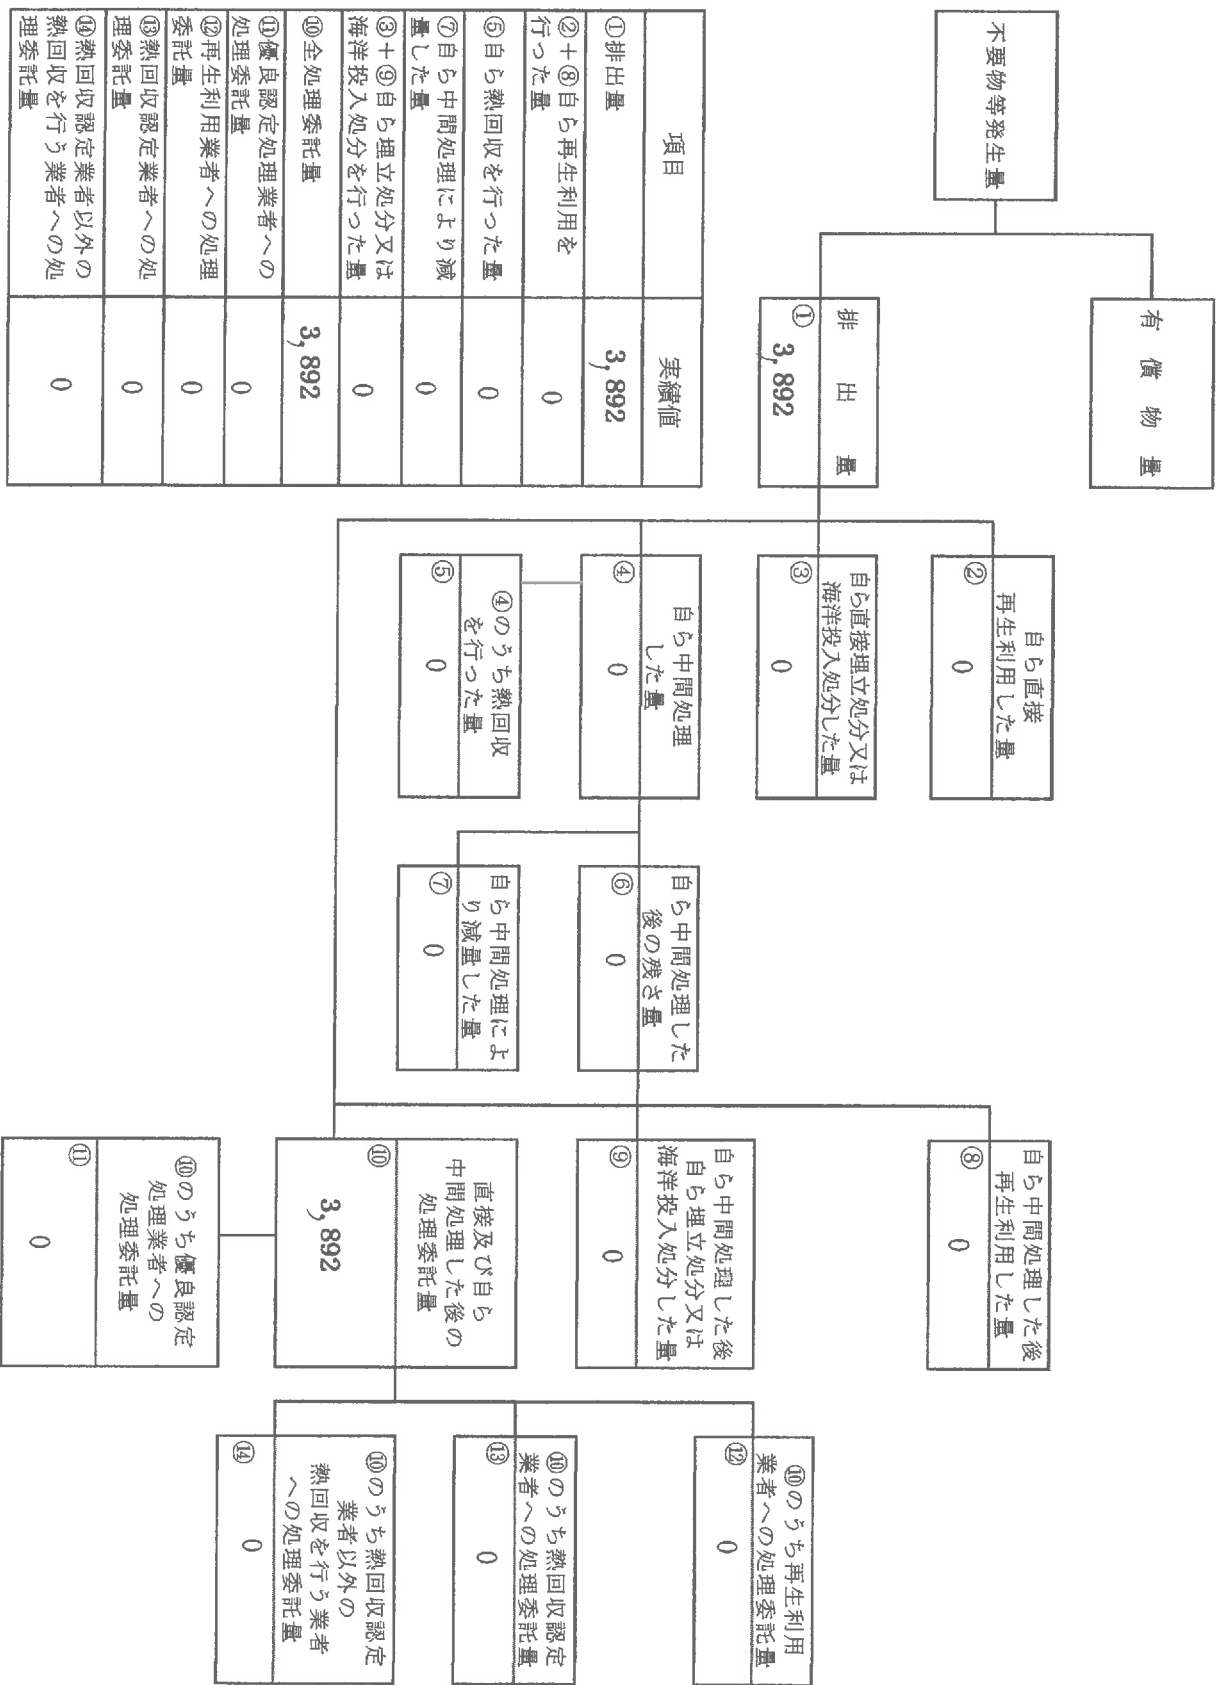 有償物量
不要物等発生量
排出量
①
3,892
自ら直接
再生利用した量
②
0
自ら直接埋立処分又は
海洋投入処分した量
③
0
自ら中間処理
した量
④
0
④のうち熱回収
を行った量
⑤
0
自ら中間処理した
後の残さ量
⑥
0
自ら中間処理によ
り減量した量
⑦
0
自ら中間処理した後
再生利用した量
⑧
0
自ら中間処理した後
自ら埋立処分又は
海洋投入処分した量
⑨
0
直接及び自ら
中間処理した後の
処理委託量
⑩
3,892
⑩のうち優良認定
処理業者への
処理委託量
⑪
0
⑩のうち再生利用
業者への処理委託量
⑫
0
⑩のうち熱回収認定
業者への処理委託量
⑬
0
⑩のうち熱回収認定
業者以外の
熱回収を行う業者
への処理委託量
⑭
0
項目 実績値
①排出量 3,892
②+⑧自ら再生利用を
行った量 0
⑤自ら熱回収を行った量 0
⑦自ら中間処理により減
量した量 0
③+⑨自ら埋立処分又は
海洋投入処分を行った量 0
⑩全処理委託量 3,892
⑪優良認定処理業者への
処理委託量 0
⑫再生利用業者への処理
委託量 0
⑬熱回収認定業者への処
理委託量 0
⑭熱回収認定業者以外の
熱回収を行う業者への処
理委託量 0